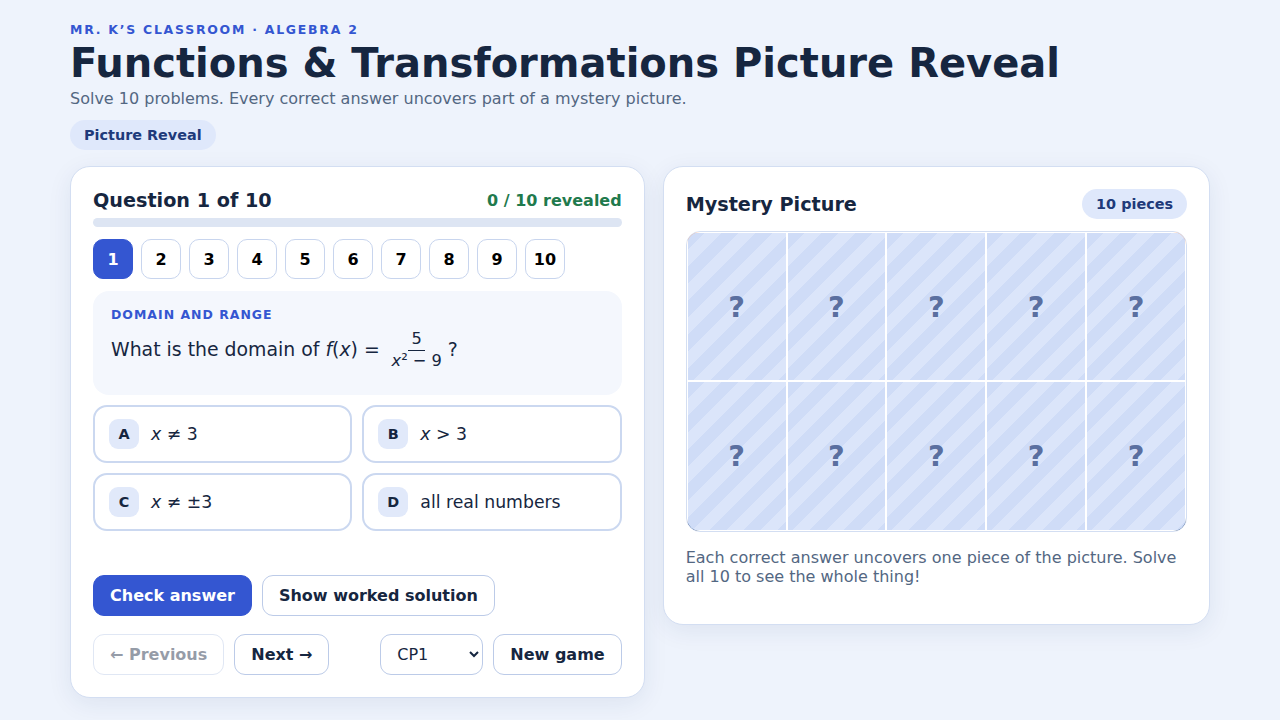 MR. K’S CLASSROOM · ALGEBRA 2
Functions & Transformations Picture Reveal
Solve 10 problems. Every correct answer uncovers part of a mystery picture.
Picture Reveal
Question 1 of 10
0 / 10 revealed
1 2 3 4 5 6 7 8 9 10
DOMAIN AND RANGE
What is the domain of f(x) = 5 / (x² − 9) ?
A x ≠ 3
B x > 3
C x ≠ ±3
D all real numbers
Check answer
Show worked solution
← Previous
Next →
CP1
New game
Mystery Picture
10 pieces
? ? ? ? ?
? ? ? ? ?
Each correct answer uncovers one piece of the picture. Solve
all 10 to see the whole thing!